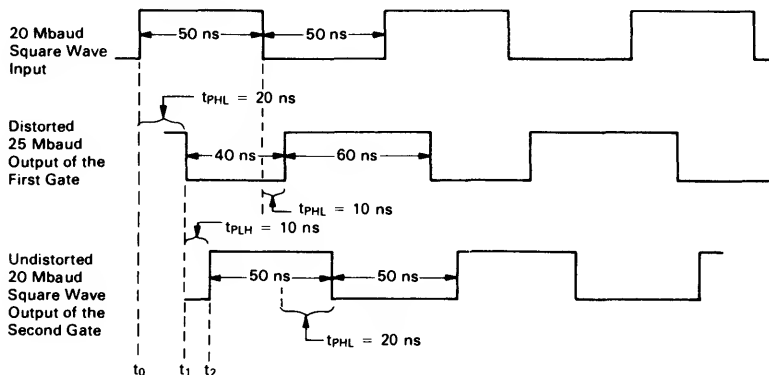 20 Mbaud
Square Wave
Input
50 ns
50 ns
tPHL = 20 ns
Distorted
25 Mbaud
Output of the
First Gate
40 ns
60 ns
tPHL = 10 ns
tPLH = 10 ns
Undistorted
20 Mbaud
Square Wave
Output of the
Second Gate
50 ns
50 ns
tPHL = 20 ns
t0 t1 t2